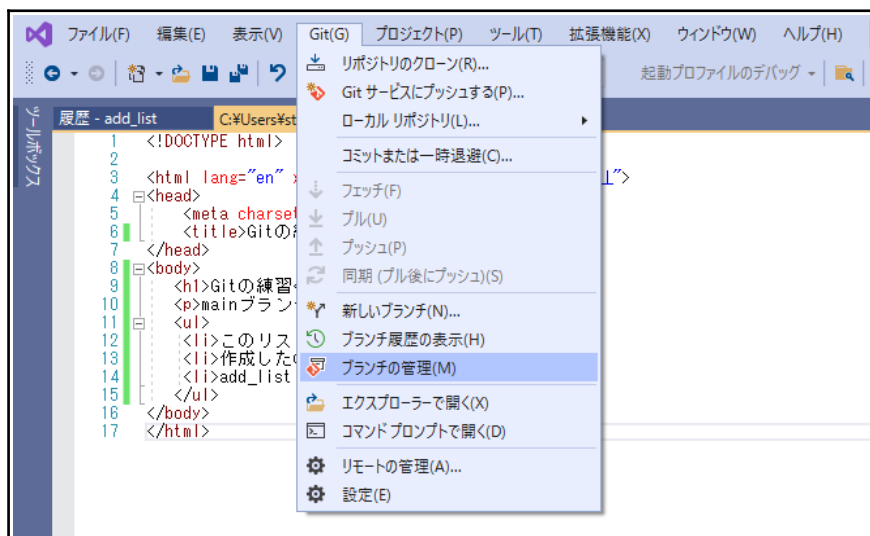 ファイル(F) 編集(E) 表示(V) Git(G) プロジェクト(P) ツール(T) 拡張機能(X) ウィンドウ(W) ヘルプ(H)
起動プロファイルのデバッグ
ツールボックス
履歴 - add_list C:¥Users¥st
リポジトリのクローン(R)...
Git サービスにプッシュする(P)...
ローカル リポジトリ(L)...
コミットまたは一時退避(C)...
フェッチ(F)
プル(U)
プッシュ(P)
同期 (プル後にプッシュ)(S)
新しいブランチ(N)...
ブランチ履歴の表示(H)
ブランチの管理(M)
エクスプローラーで開く(X)
コマンド プロンプトで開く(D)
リモートの管理(A)...
設定(E)
1 <!DOCTYPE html>
2
3 <html lang="en" ">
4 <head>
5 <meta charset
6 <title>Gitの
7 </head>
8 <body>
9 <h1>Gitの練習
10 <p>mainブラン
11 <ul>
12 <li>このリス
13 <li>作成した
14 <li>add_list
15 </ul>
16 </body>
17 </html>